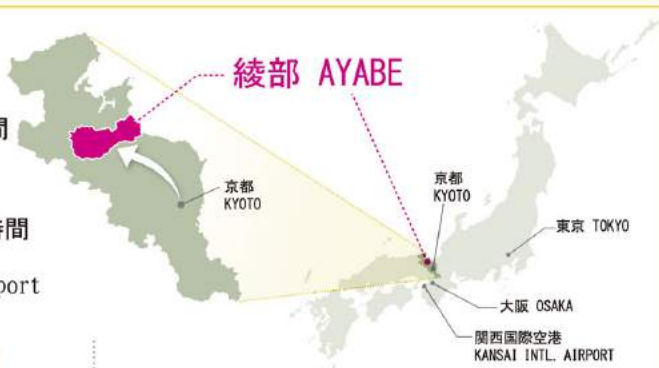 綾部 AYABE
間
京都
KYOTO
時間
port
京都
KYOTO
東京 TOKYO
大阪 OSAKA
関西国際空港
KANSAI INTL. AIRPORT